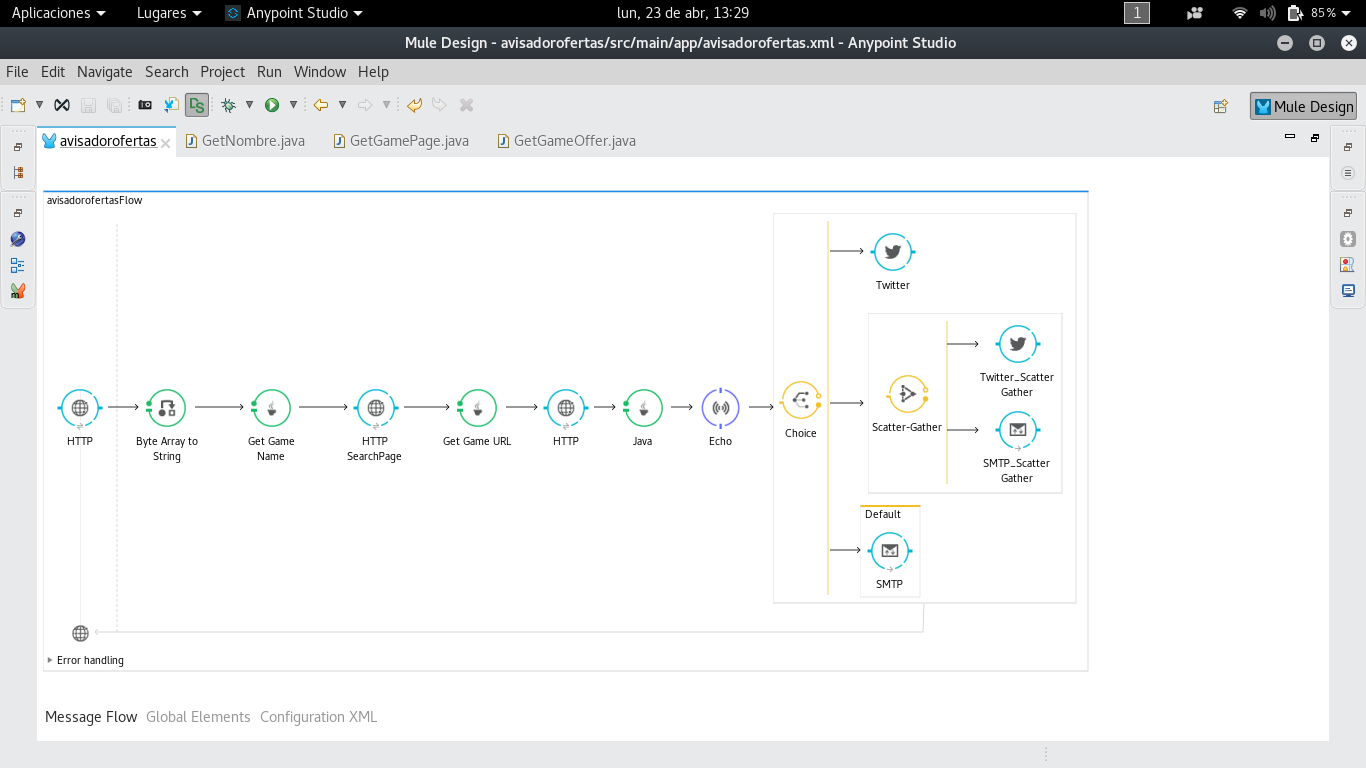 Aplicaciones Lugares Anypoint Studio lun, 23 de abr, 13:29 1 85%
Mule Design - avisadorofertas/src/main/app/avisadorofertas.xml - Anypoint Studio
File Edit Navigate Search Project Run Window Help
DS Mule Design
avisadorofertas GetNombre.java GetGamePage.java GetGameOffer.java
avisadorofertasFlow
Twitter
Twitter_Scatter
Gather
HTTP
Byte Array to
String
Get Game
Name
HTTP
SearchPage
Get Game URL
HTTP
Java
Echo
Choice
Scatter-Gather
SMTP_Scatter
Gather
Default
SMTP
Error handling
Message Flow Global Elements Configuration XML